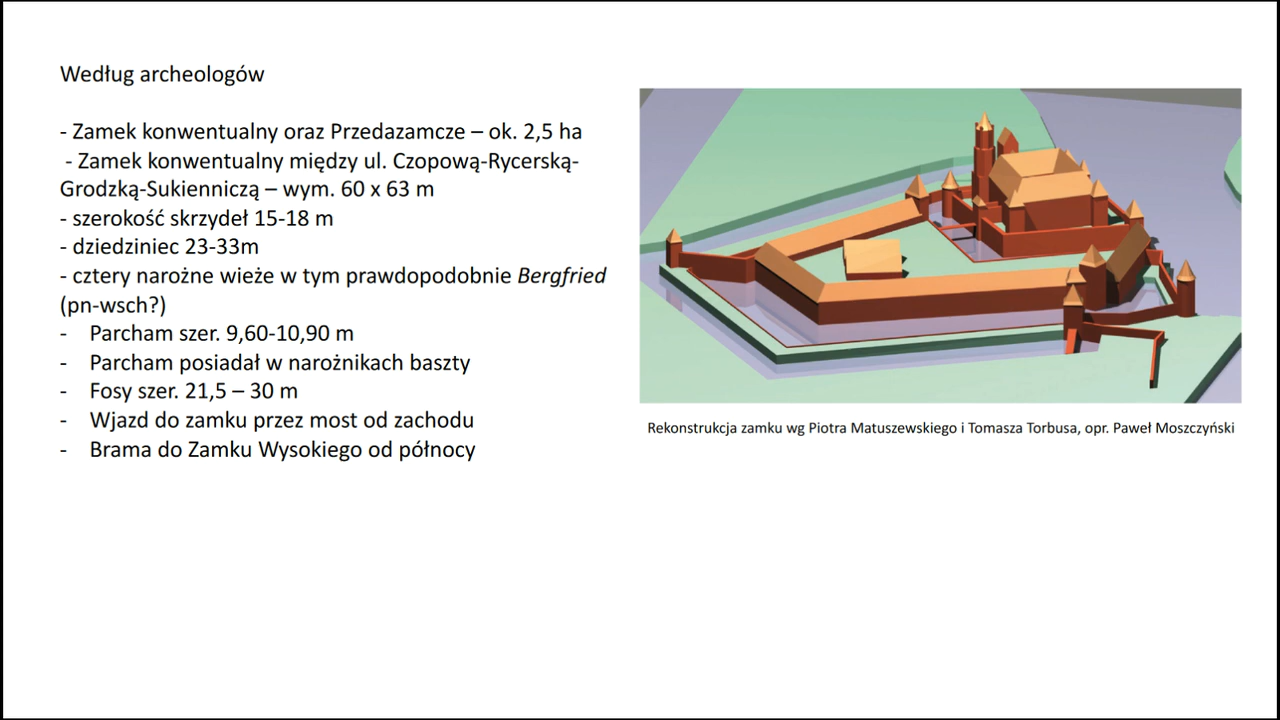 Według archeologów
- Zamek konwentualny oraz Przedazamcze – ok. 2,5 ha
- Zamek konwentualny między ul. Czopową-Rycerską-
Grodzką-Sukienniczą – wym. 60 x 63 m
- szerokość skrzydeł 15-18 m
- dziedziniec 23-33m
- cztery narożne wieże w tym prawdopodobnie Bergfried
(pn-wsch?)
- Parcham szer. 9,60-10,90 m
- Parcham posiadał w narożnikach baszty
- Fosy szer. 21,5 – 30 m
- Wjazd do zamku przez most od zachodu
- Brama do Zamku Wysokiego od północy
Rekonstrukcja zamku wg Piotra Matuszewskiego i Tomasza Torbusa, opr. Paweł Moszczyński